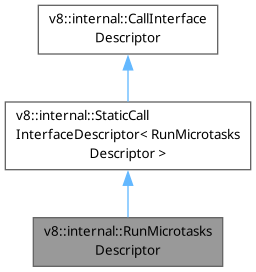 v8::internal::CallInterface
Descriptor
v8::internal::StaticCall
InterfaceDescriptor< RunMicrotasks
Descriptor >
v8::internal::RunMicrotasks
Descriptor